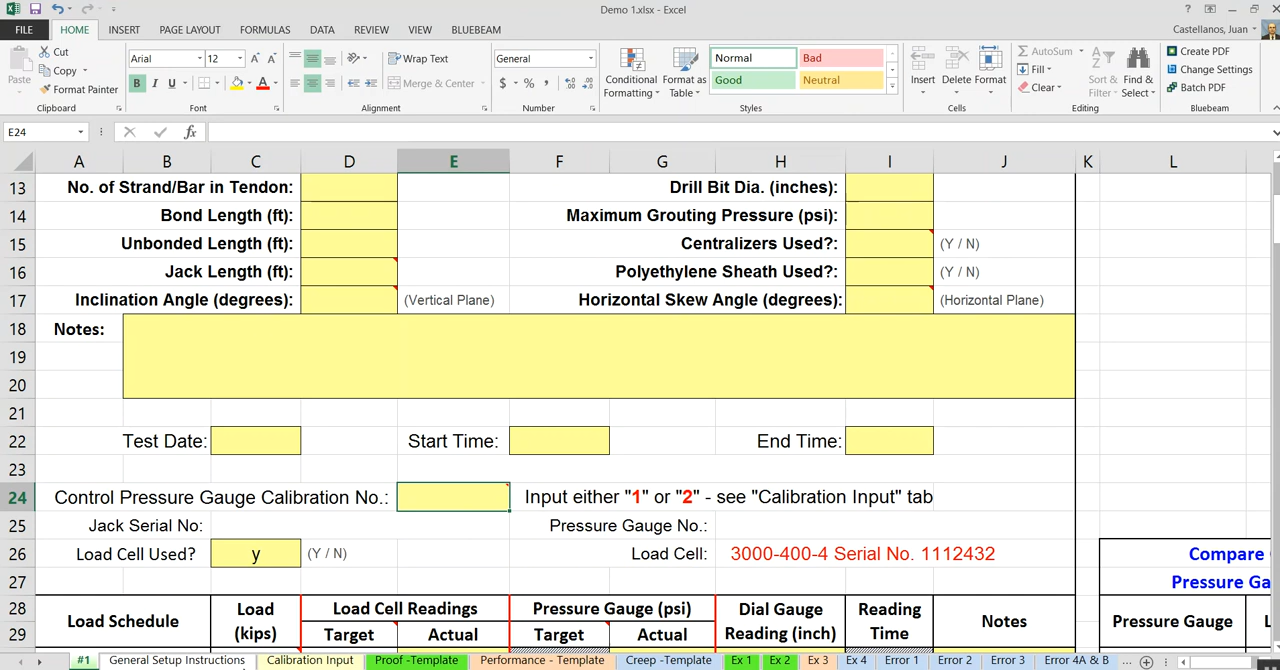 Demo 1.xlsx - Excel
FILE HOME INSERT PAGE LAYOUT FORMULAS DATA REVIEW VIEW BLUEBEAM Castellanos, Juan
Paste Cut Copy Format Painter Clipboard
Arial 12 B I U A Font
Wrap Text Merge & Center Alignment
General $ % , Number
Conditional Formatting Format as Table Normal Bad Good Neutral Styles
Insert Delete Format Cells
AutoSum Fill Clear Sort & Filter Find & Select Editing
Create PDF Change Settings Batch PDF Bluebeam
E24 fx
A B C D E F G H I J K L
13 No. of Strand/Bar in Tendon: Drill Bit Dia. (inches):
14 Bond Length (ft): Maximum Grouting Pressure (psi):
15 Unbonded Length (ft): Centralizers Used?: (Y / N)
16 Jack Length (ft): Polyethylene Sheath Used?: (Y / N)
17 Inclination Angle (degrees): (Vertical Plane) Horizontal Skew Angle (degrees): (Horizontal Plane)
18 Notes:
19
20
21
22 Test Date: Start Time: End Time:
23
24 Control Pressure Gauge Calibration No.: Input either "1" or "2" - see "Calibration Input" tab
25 Jack Serial No: Pressure Gauge No.:
26 Load Cell Used? y (Y / N) Load Cell: 3000-400-4 Serial No. 1112432 Compare
27 Pressure Ga
28 Load Schedule Load Load Cell Readings Pressure Gauge (psi) Dial Gauge Reading Notes Pressure Gauge
29 (kips) Target Actual Target Actual Reading (inch) Time
#1 General Setup Instructions Calibration Input Proof -Template Performance - Template Creep -Template Ex 1 Ex 2 Ex 3 Ex 4 Error 1 Error 2 Error 3 Error 4A & B ...